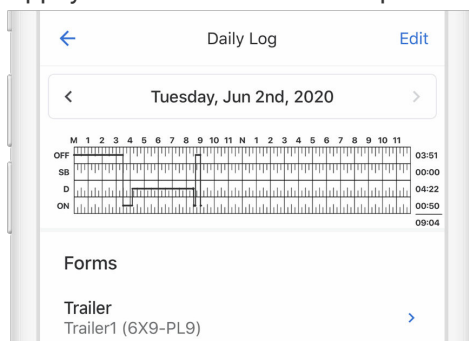 Daily Log
Edit
Tuesday, Jun 2nd, 2020
M 1 2 3 4 5 6 7 8 9 10 11 N 1 2 3 4 5 6 7 8 9 10 11
OFF 03:51
SB 00:00
D 04:22
ON 00:50
09:04
Forms
Trailer
Trailer1 (6X9-PL9)